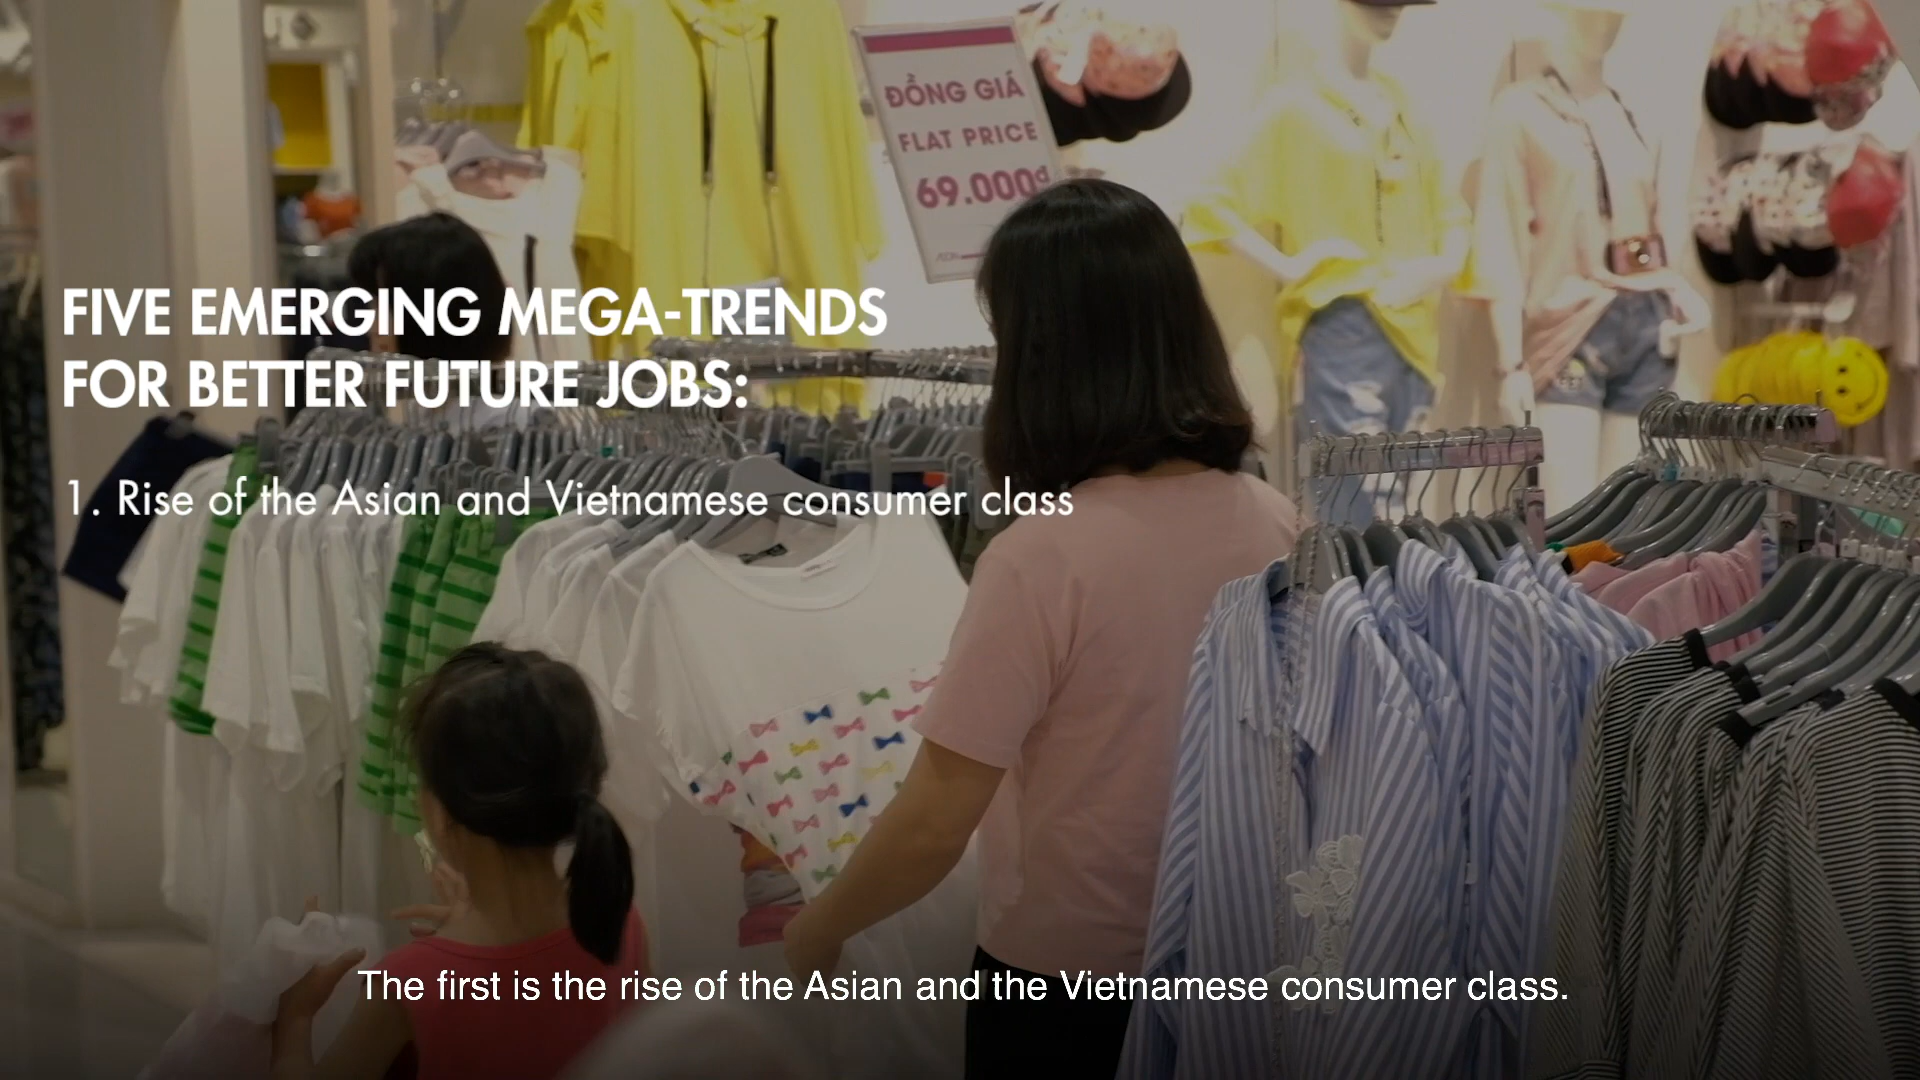 ĐỒNG GIÁ
FLAT PRICE
69.000đ
FIVE EMERGING MEGA-TRENDS
FOR BETTER FUTURE JOBS:
1. Rise of the Asian and Vietnamese consumer class
The first is the rise of the Asian and the Vietnamese consumer class.